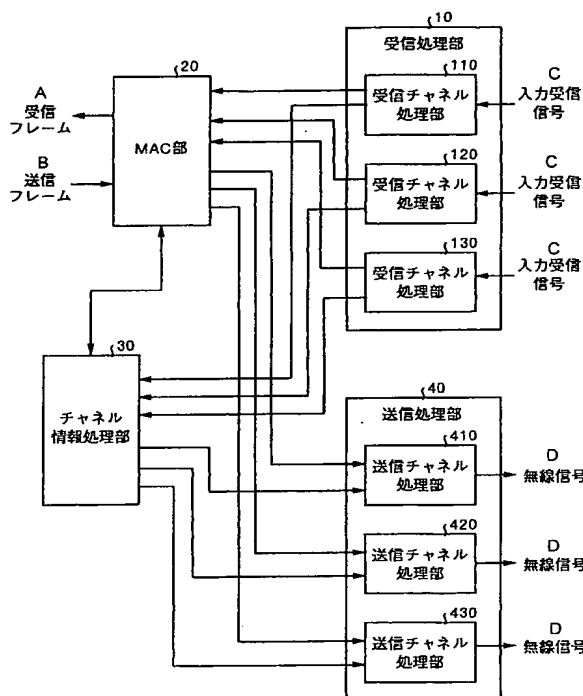 10
受信処理部
20
110
A
受信
フレーム
MAC部
受信チャネル
処理部
C
入力受信
信号
B
送信
フレーム
120
受信チャネル
処理部
C
入力受信
信号
130
受信チャネル
処理部
C
入力受信
信号
30
チャネル
情報処理部
40
送信処理部
410
送信チャネル
処理部
D
無線信号
420
送信チャネル
処理部
D
無線信号
430
送信チャネル
処理部
D
無線信号